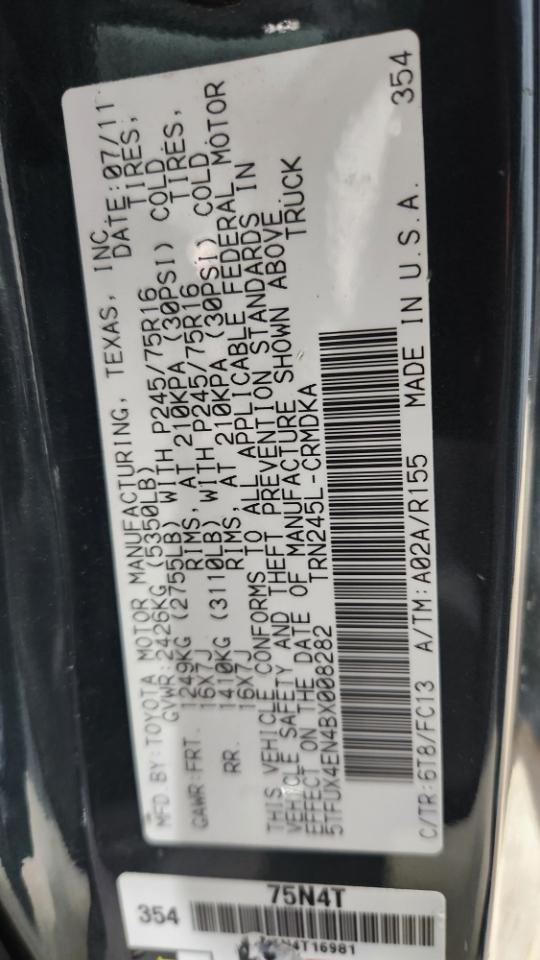 MFD BY:TOYOTA MOTOR MANUFACTURING, TEXAS, INC.
GVWR:2426KG (5350LB) DATE:07/11
GAWR:FRT. 1249KG (2755LB) WITH P245/75R16 TIRES,
16X7J RIMS, AT 210KPA (30PSI) COLD
RR. 1410KG (3110LB) WITH P245/75R16 TIRES,
16X7J RIMS, AT 210KPA (30PSI) COLD
THIS VEHICLE CONFORMS TO ALL APPLICABLE FEDERAL MOTOR
VEHICLE SAFETY AND THEFT PREVENTION STANDARDS IN
EFFECT ON THE DATE OF MANUFACTURE SHOWN ABOVE.
5TFUX4EN4BX008282 TRUCK
TRN245L-CRMDKA
C/TR:6T8/FC13 A/TM:A02A/R155 MADE IN U.S.A. 354
75N4T
354
4T16981